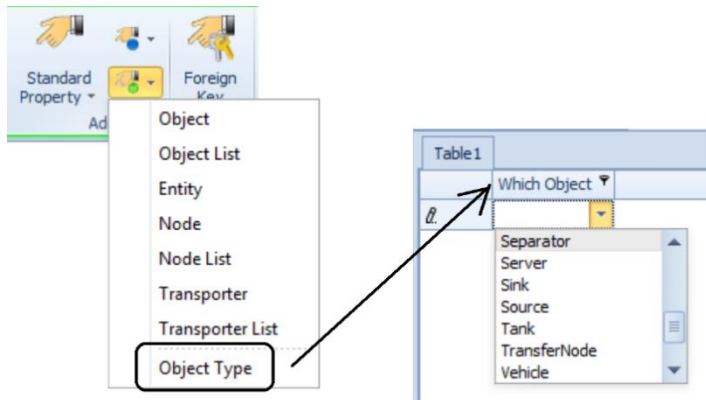 Standard
Property
Foreign
Key
Ad
Object
Object List
Entity
Node
Node List
Transporter
Transporter List
Object Type
Table1
Which Object
Separator
Server
Sink
Source
Tank
TransferNode
Vehicle